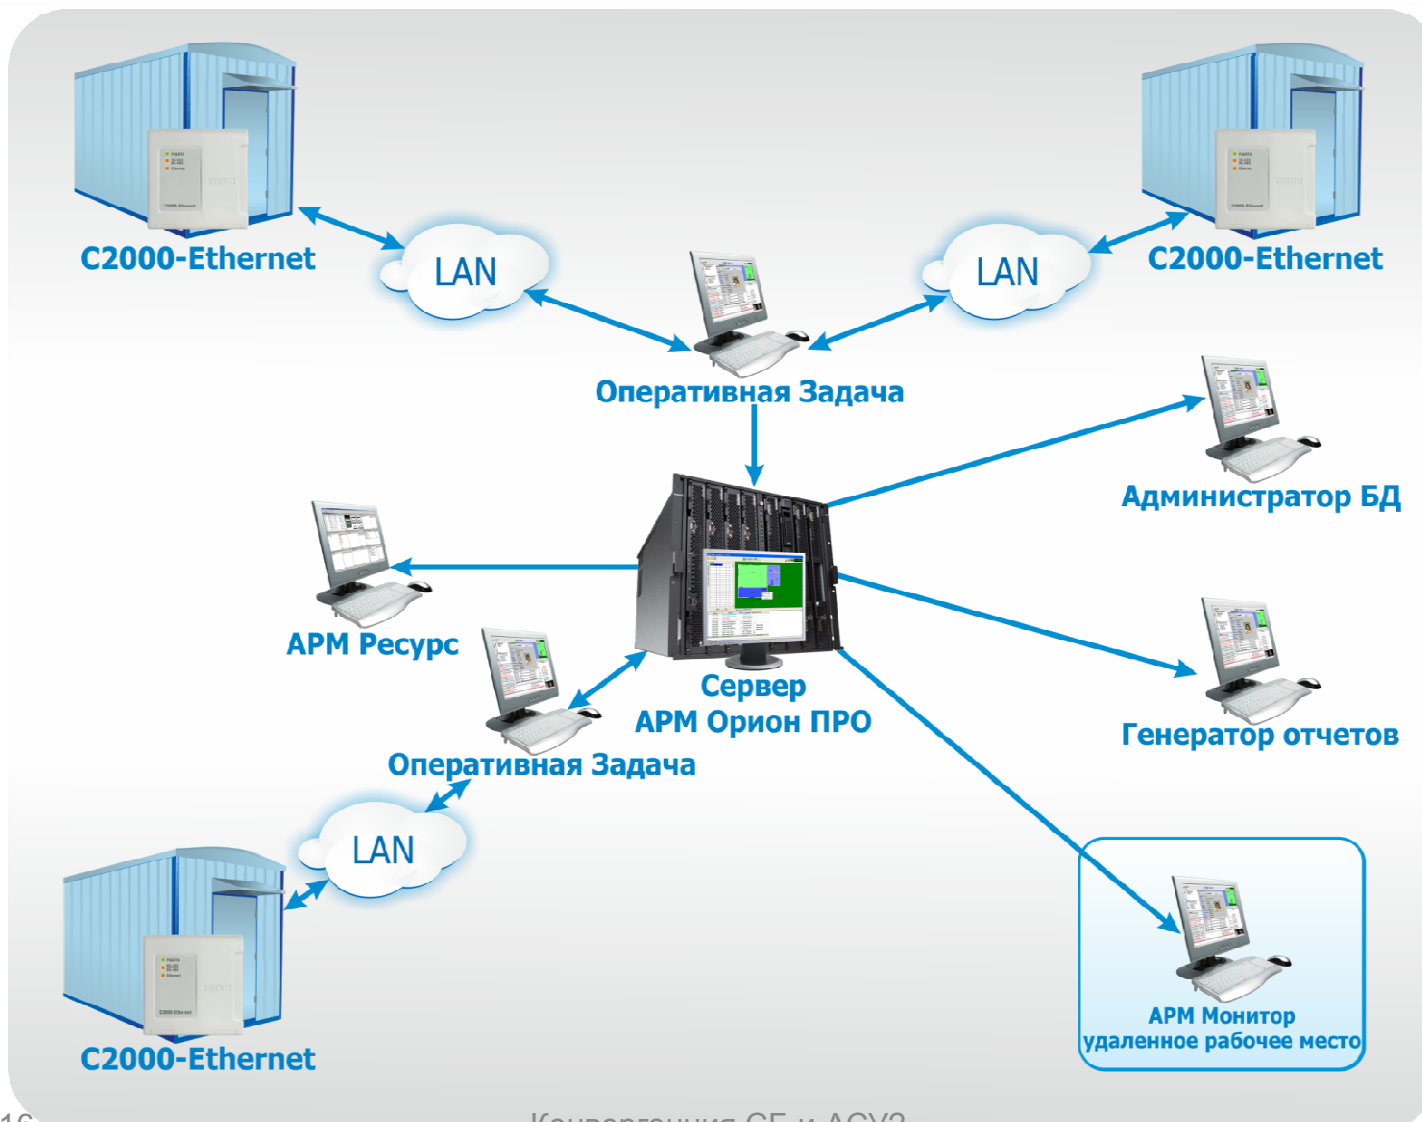 C2000-Ethernet
C2000-Ethernet
LAN
LAN
Оперативная Задача
Администратор БД
АРМ Ресурс
Сервер
АРМ Орион ПРО
Генератор отчетов
Оперативная Задача
LAN
C2000-Ethernet
АРМ Монитор
удаленное рабочее место